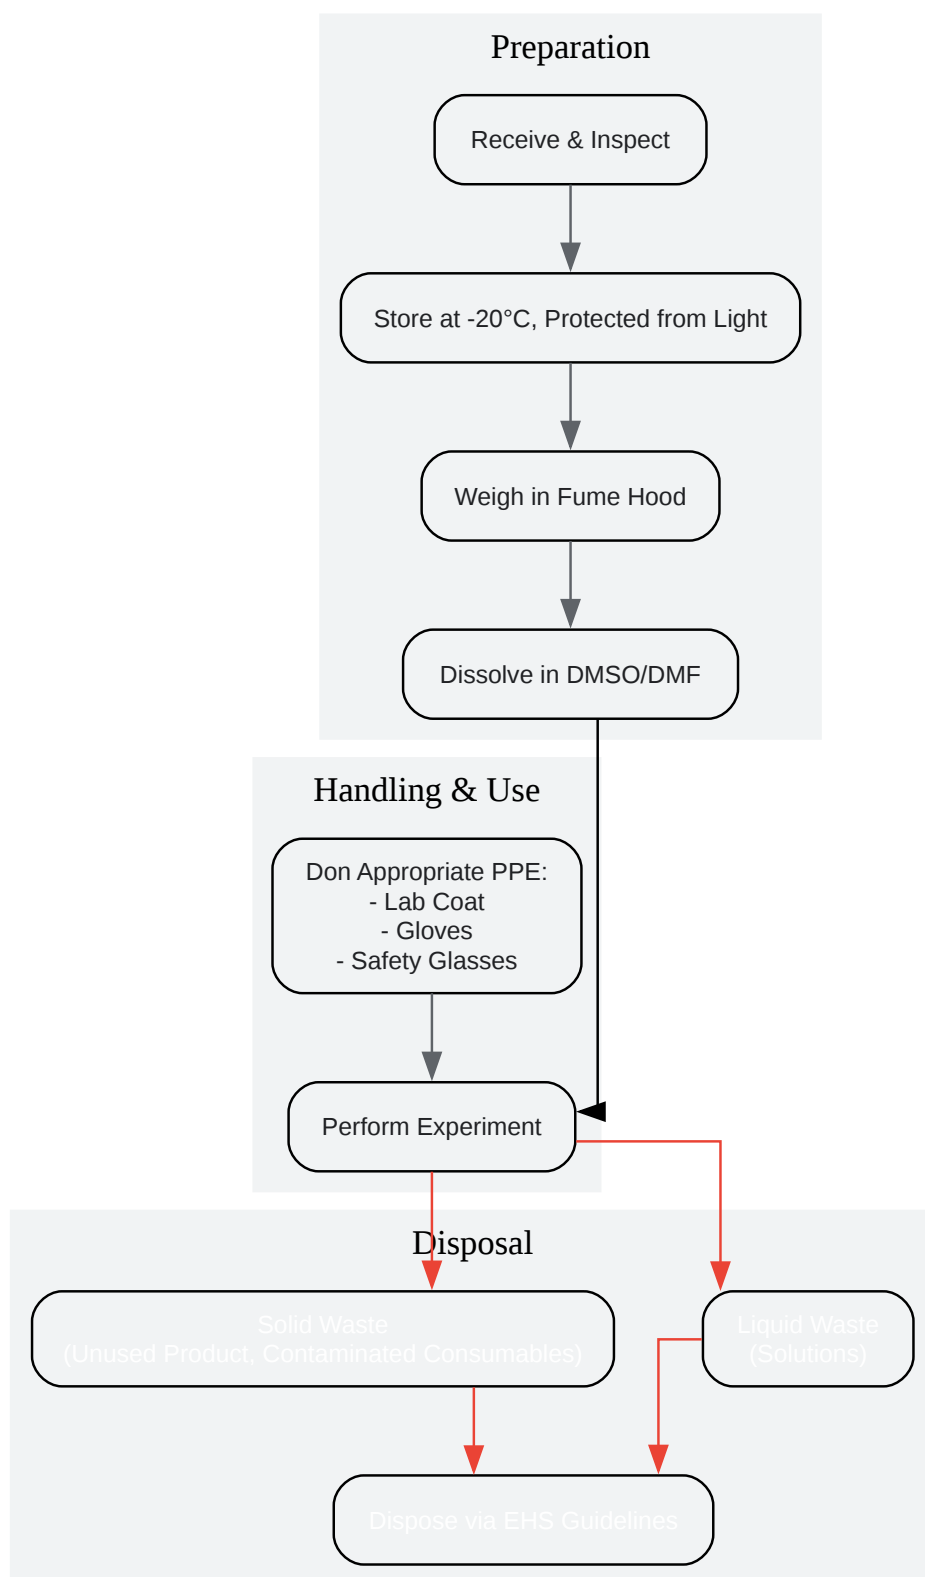 Preparation
Receive & Inspect
Store at -20°C, Protected from Light
Weigh in Fume Hood
Dissolve in DMSO/DMF
Handling & Use
Don Appropriate PPE:
- Lab Coat
- Gloves
- Safety Glasses
Perform Experiment
Disposal
Solid Waste
(Unused Product, Contaminated Consumables)
Liquid Waste
(Solutions)
Dispose via EHS Guidelines